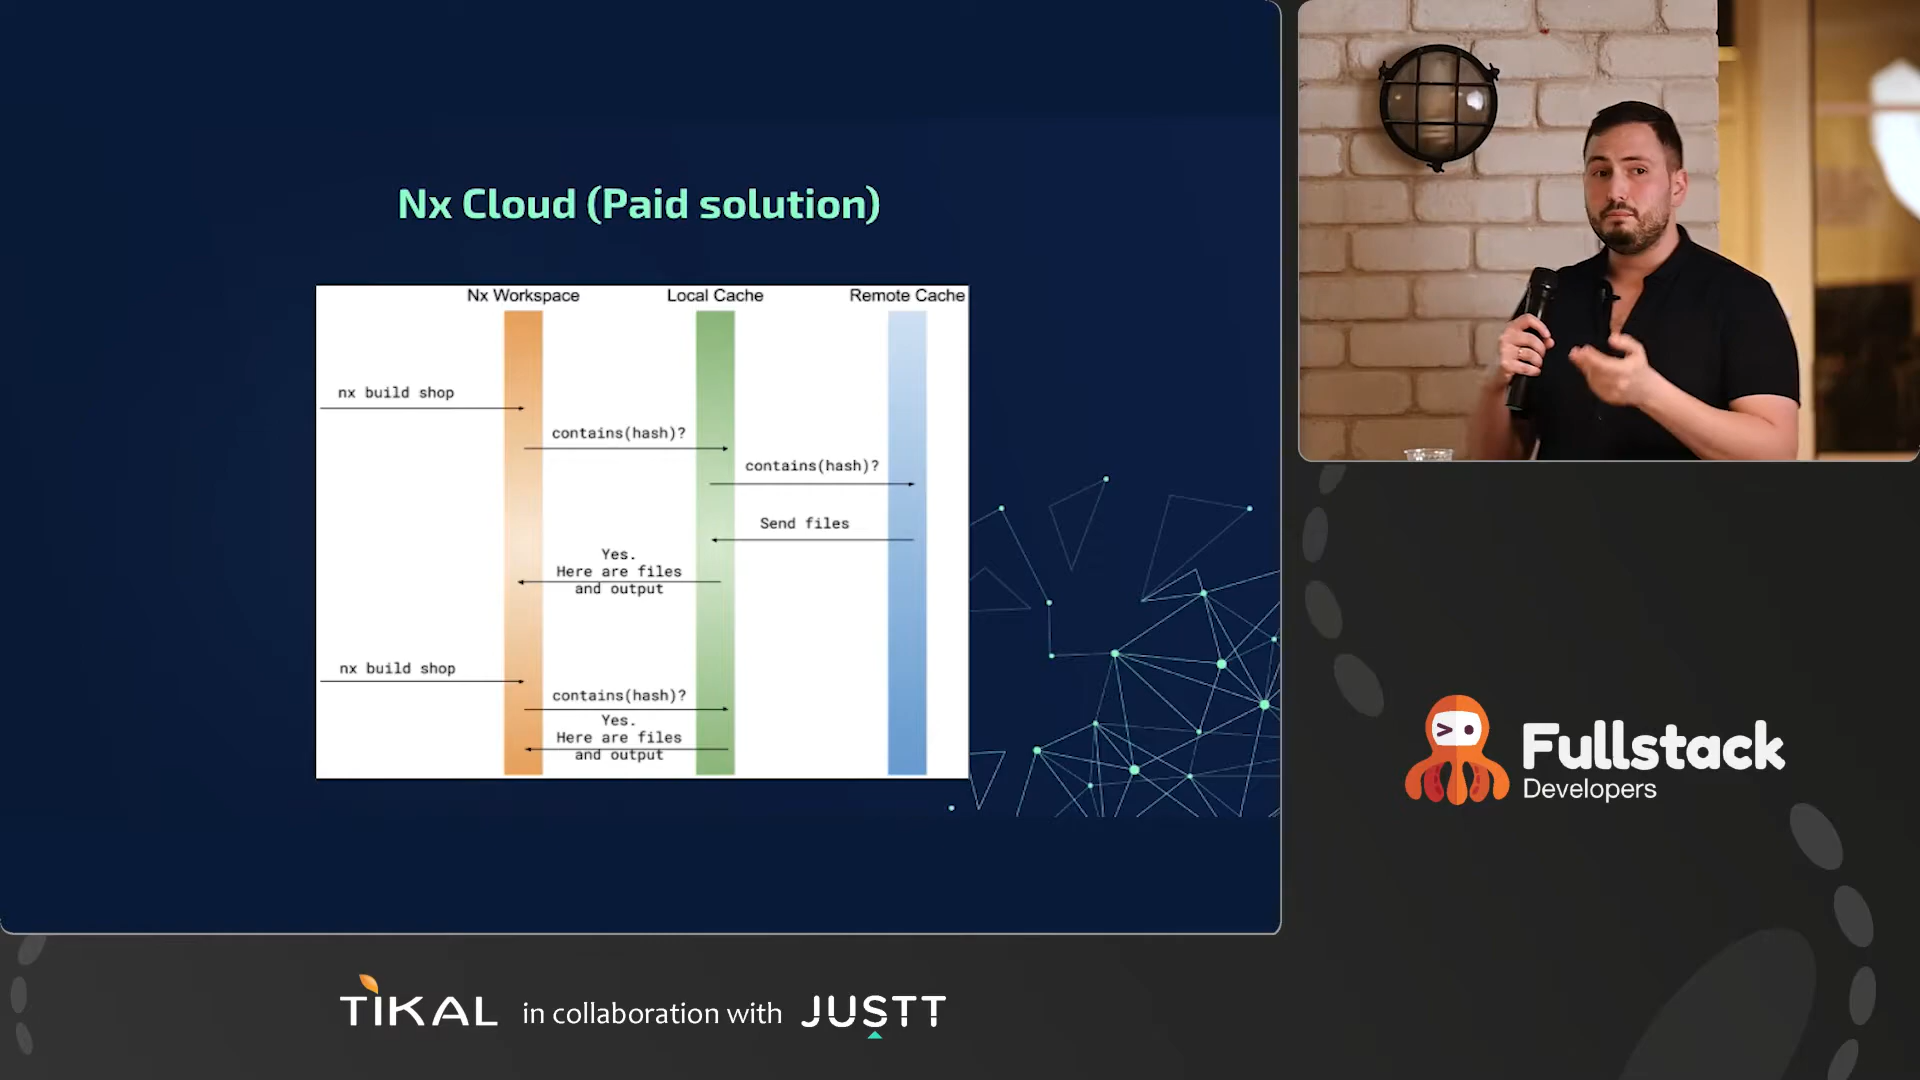 Nx Cloud (Paid solution)
Nx Workspace
Local Cache
Remote Cache
nx build shop
contains(hash)?
contains(hash)?
Send files
Yes.
Here are files
and output
nx build shop
contains(hash)?
Yes.
Here are files
and output
Fullstack
Developers
TIKAL in collaboration with JUSTT